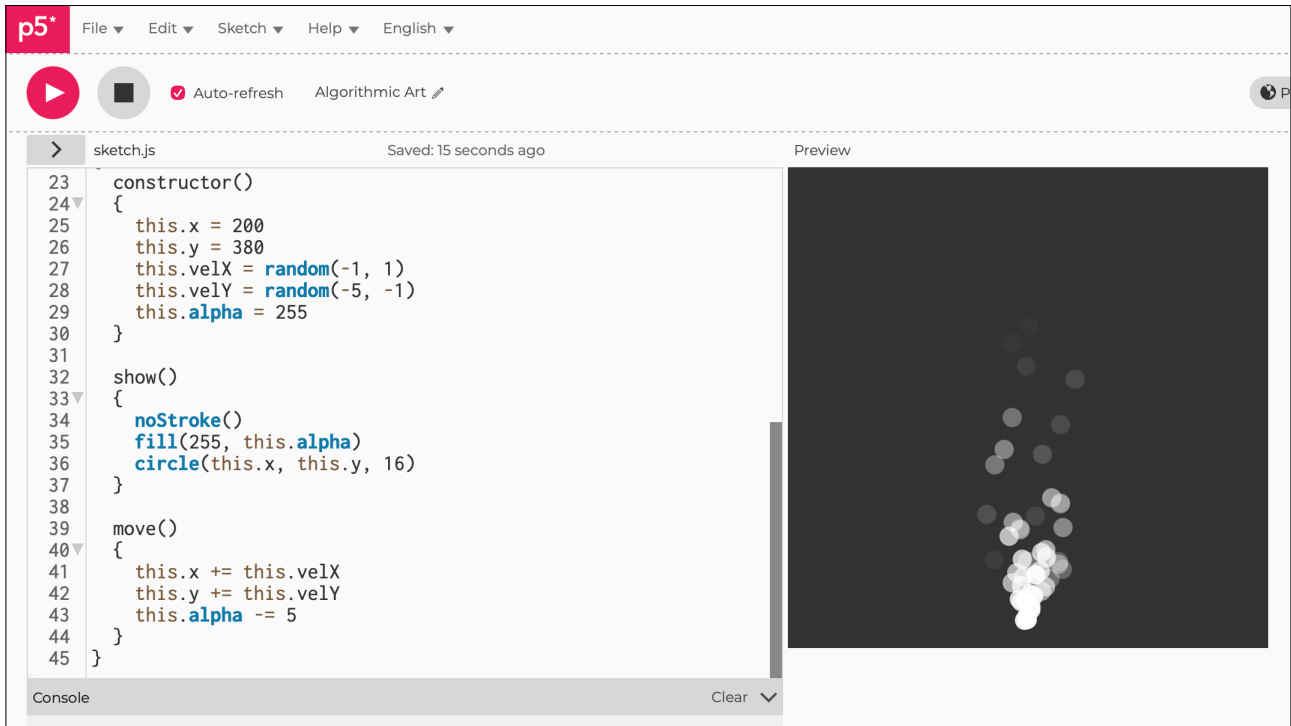 p5* File Edit Sketch Help English
Auto-refresh Algorithmic Art P
sketch.js Saved: 15 seconds ago Preview
23 constructor()
24 {
25 this.x = 200
26 this.y = 380
27 this.velX = random(-1, 1)
28 this.velY = random(-5, -1)
29 this.alpha = 255
30 }
31
32 show()
33 {
34 noStroke()
35 fill(255, this.alpha)
36 circle(this.x, this.y, 16)
37 }
38
39 move()
40 {
41 this.x += this.velX
42 this.y += this.velY
43 this.alpha -= 5
44 }
45 }
Console Clear